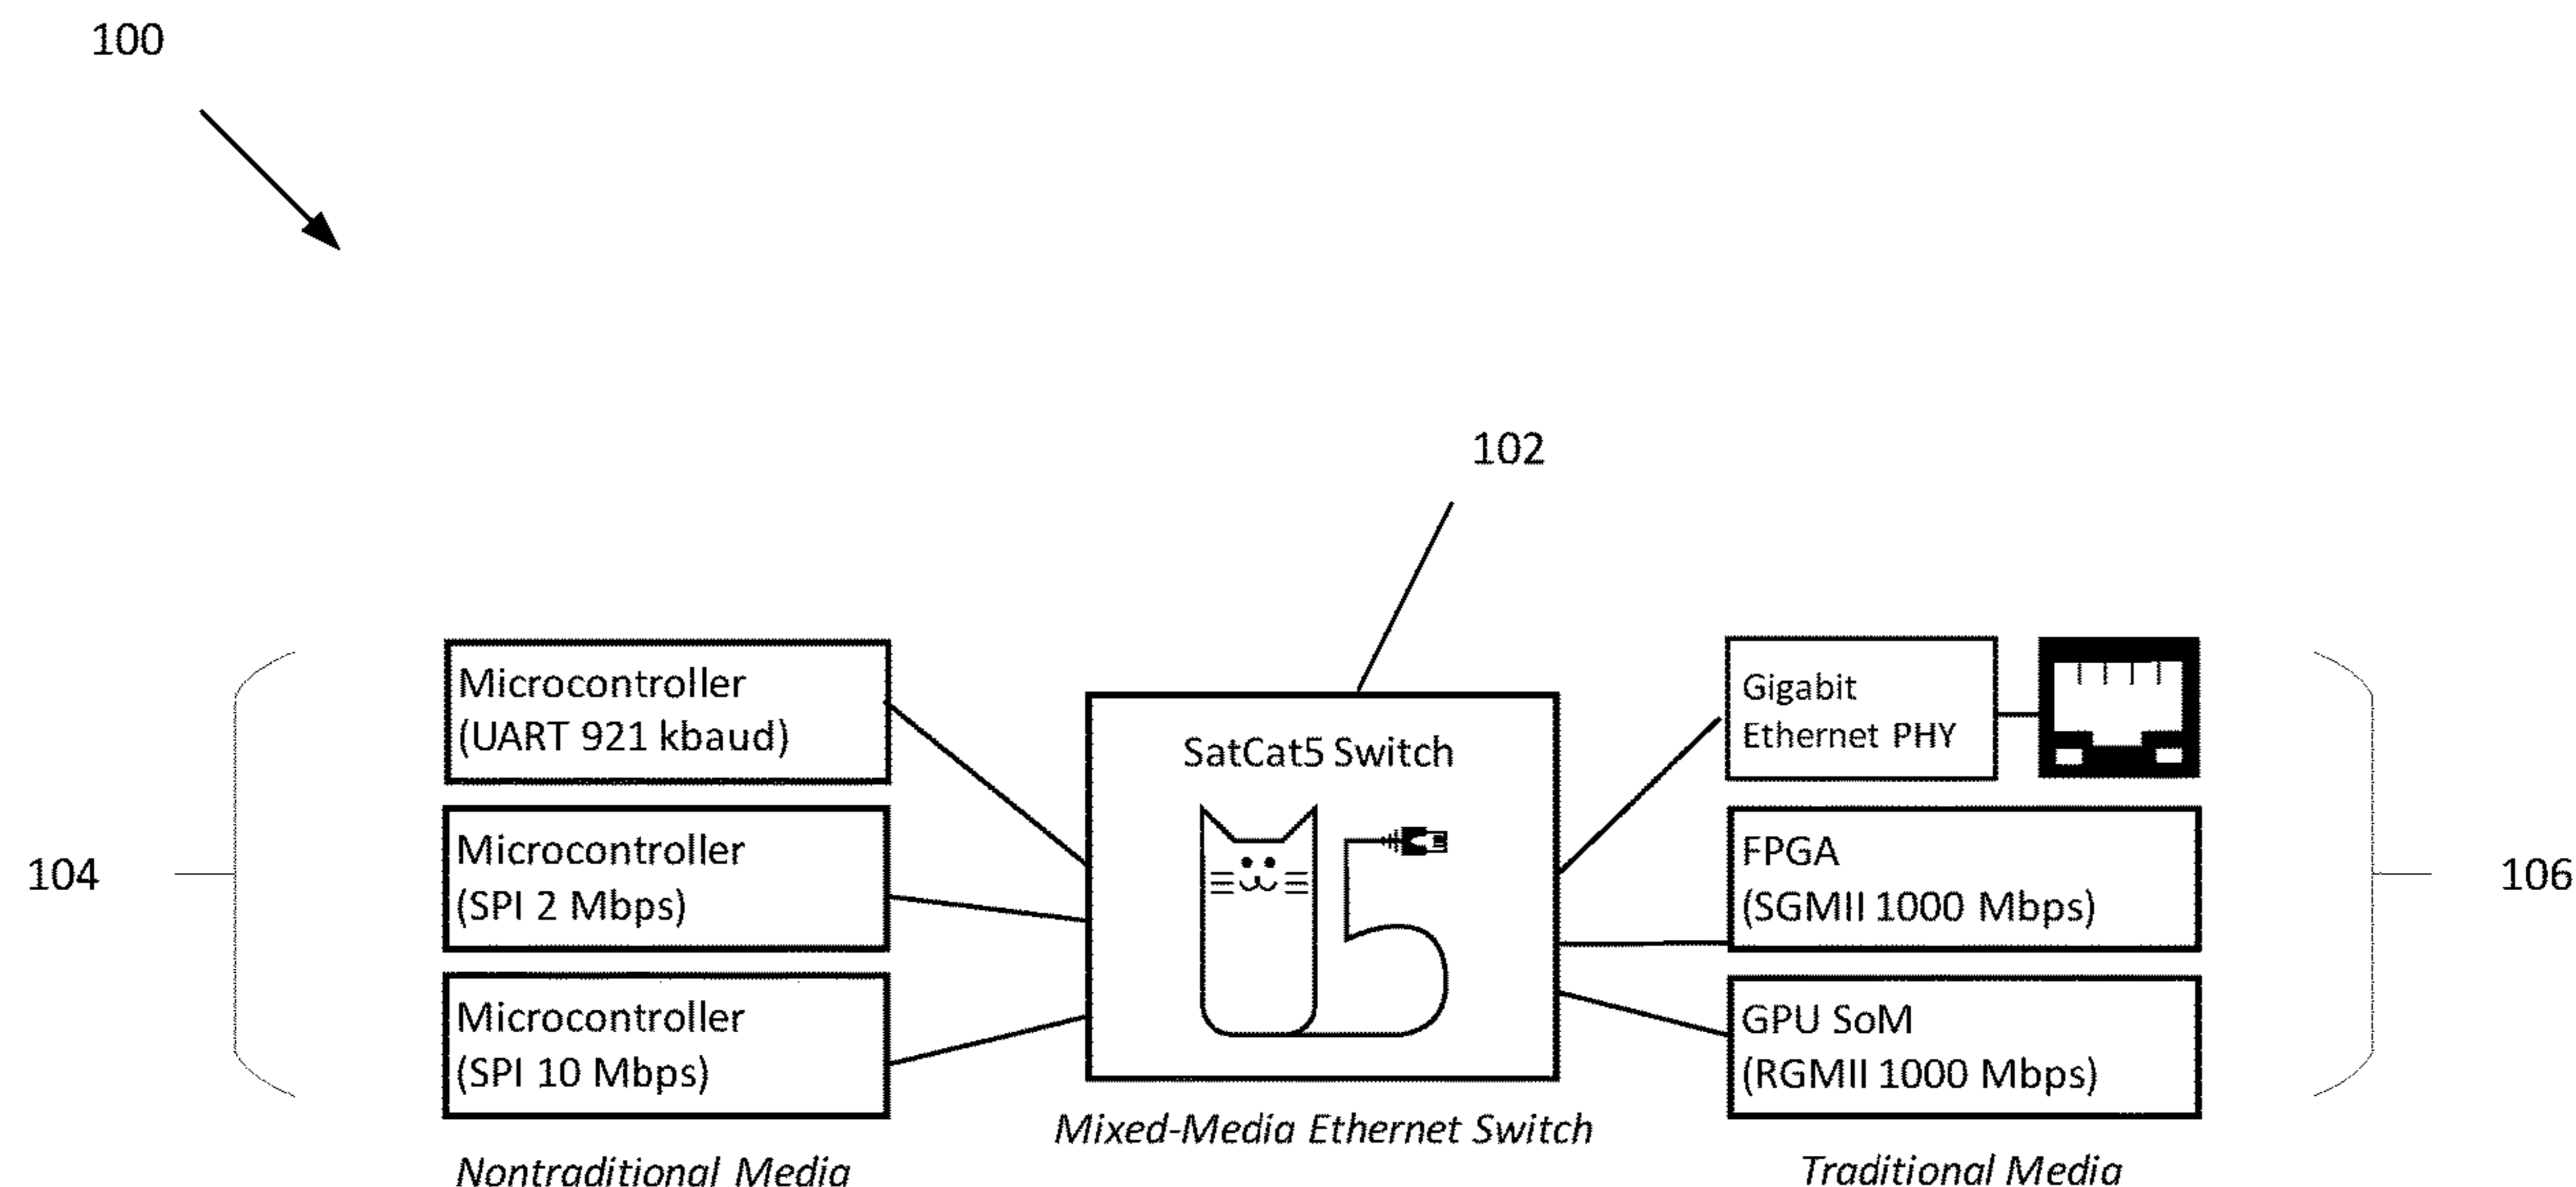 100
102
104
Microcontroller
(UART 921 kbaud)
Microcontroller
(SPI 2 Mbps)
Microcontroller
(SPI 10 Mbps)
Nontraditional Media
SatCat5 Switch
Mixed-Media Ethernet Switch
Gigabit
Ethernet PHY
FPGA
(SGMII 1000 Mbps)
GPU SoM
(RGMII 1000 Mbps)
Traditional Media
106